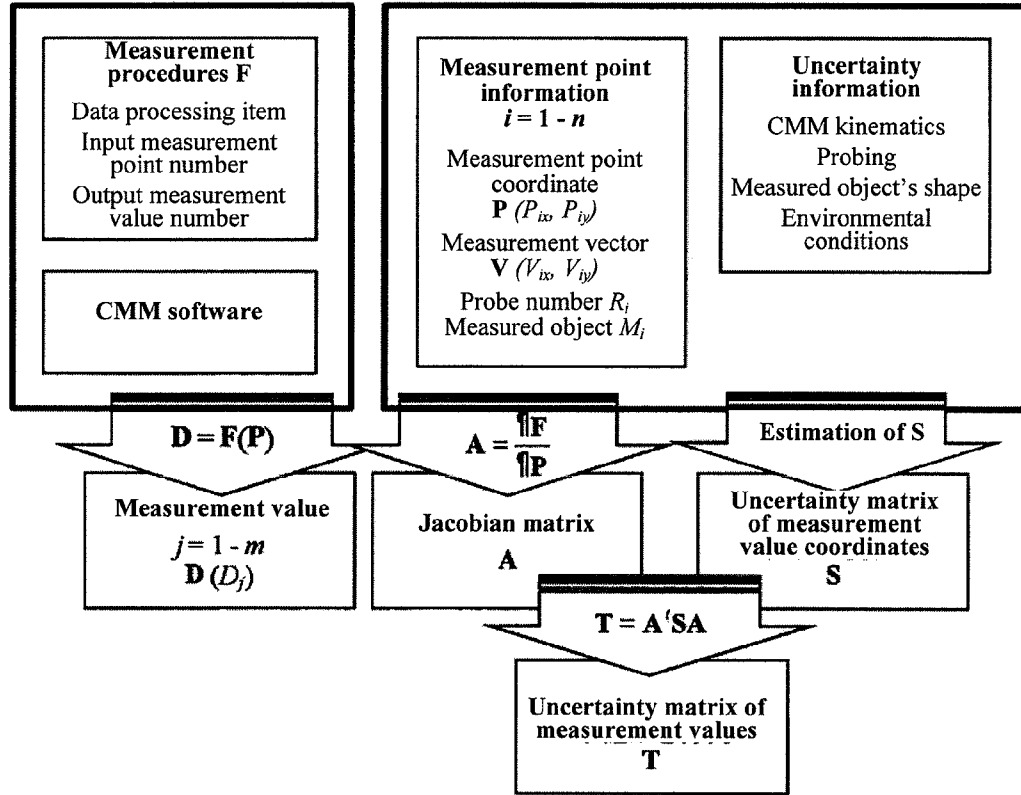 Measurement
procedures F
Data processing item
Input measurement
point number
Output measurement
value number
CMM software
Measurement point
information
i = 1 - n
Measurement point
coordinate
P (Pix, Piy)
Measurement vector
V (Vix, Viy)
Probe number Ri
Measured object Mi
Uncertainty
information
CMM kinematics
Probing
Measured object's shape
Environmental
conditions
D = F(P)
A = ¶F
¶P
Estimation of S
Measurement value
j = 1 - m
D (Dj)
Jacobian matrix
A
Uncertainty matrix
of measurement
value coordinates
S
T = AᵗSA
Uncertainty matrix of
measurement values
T